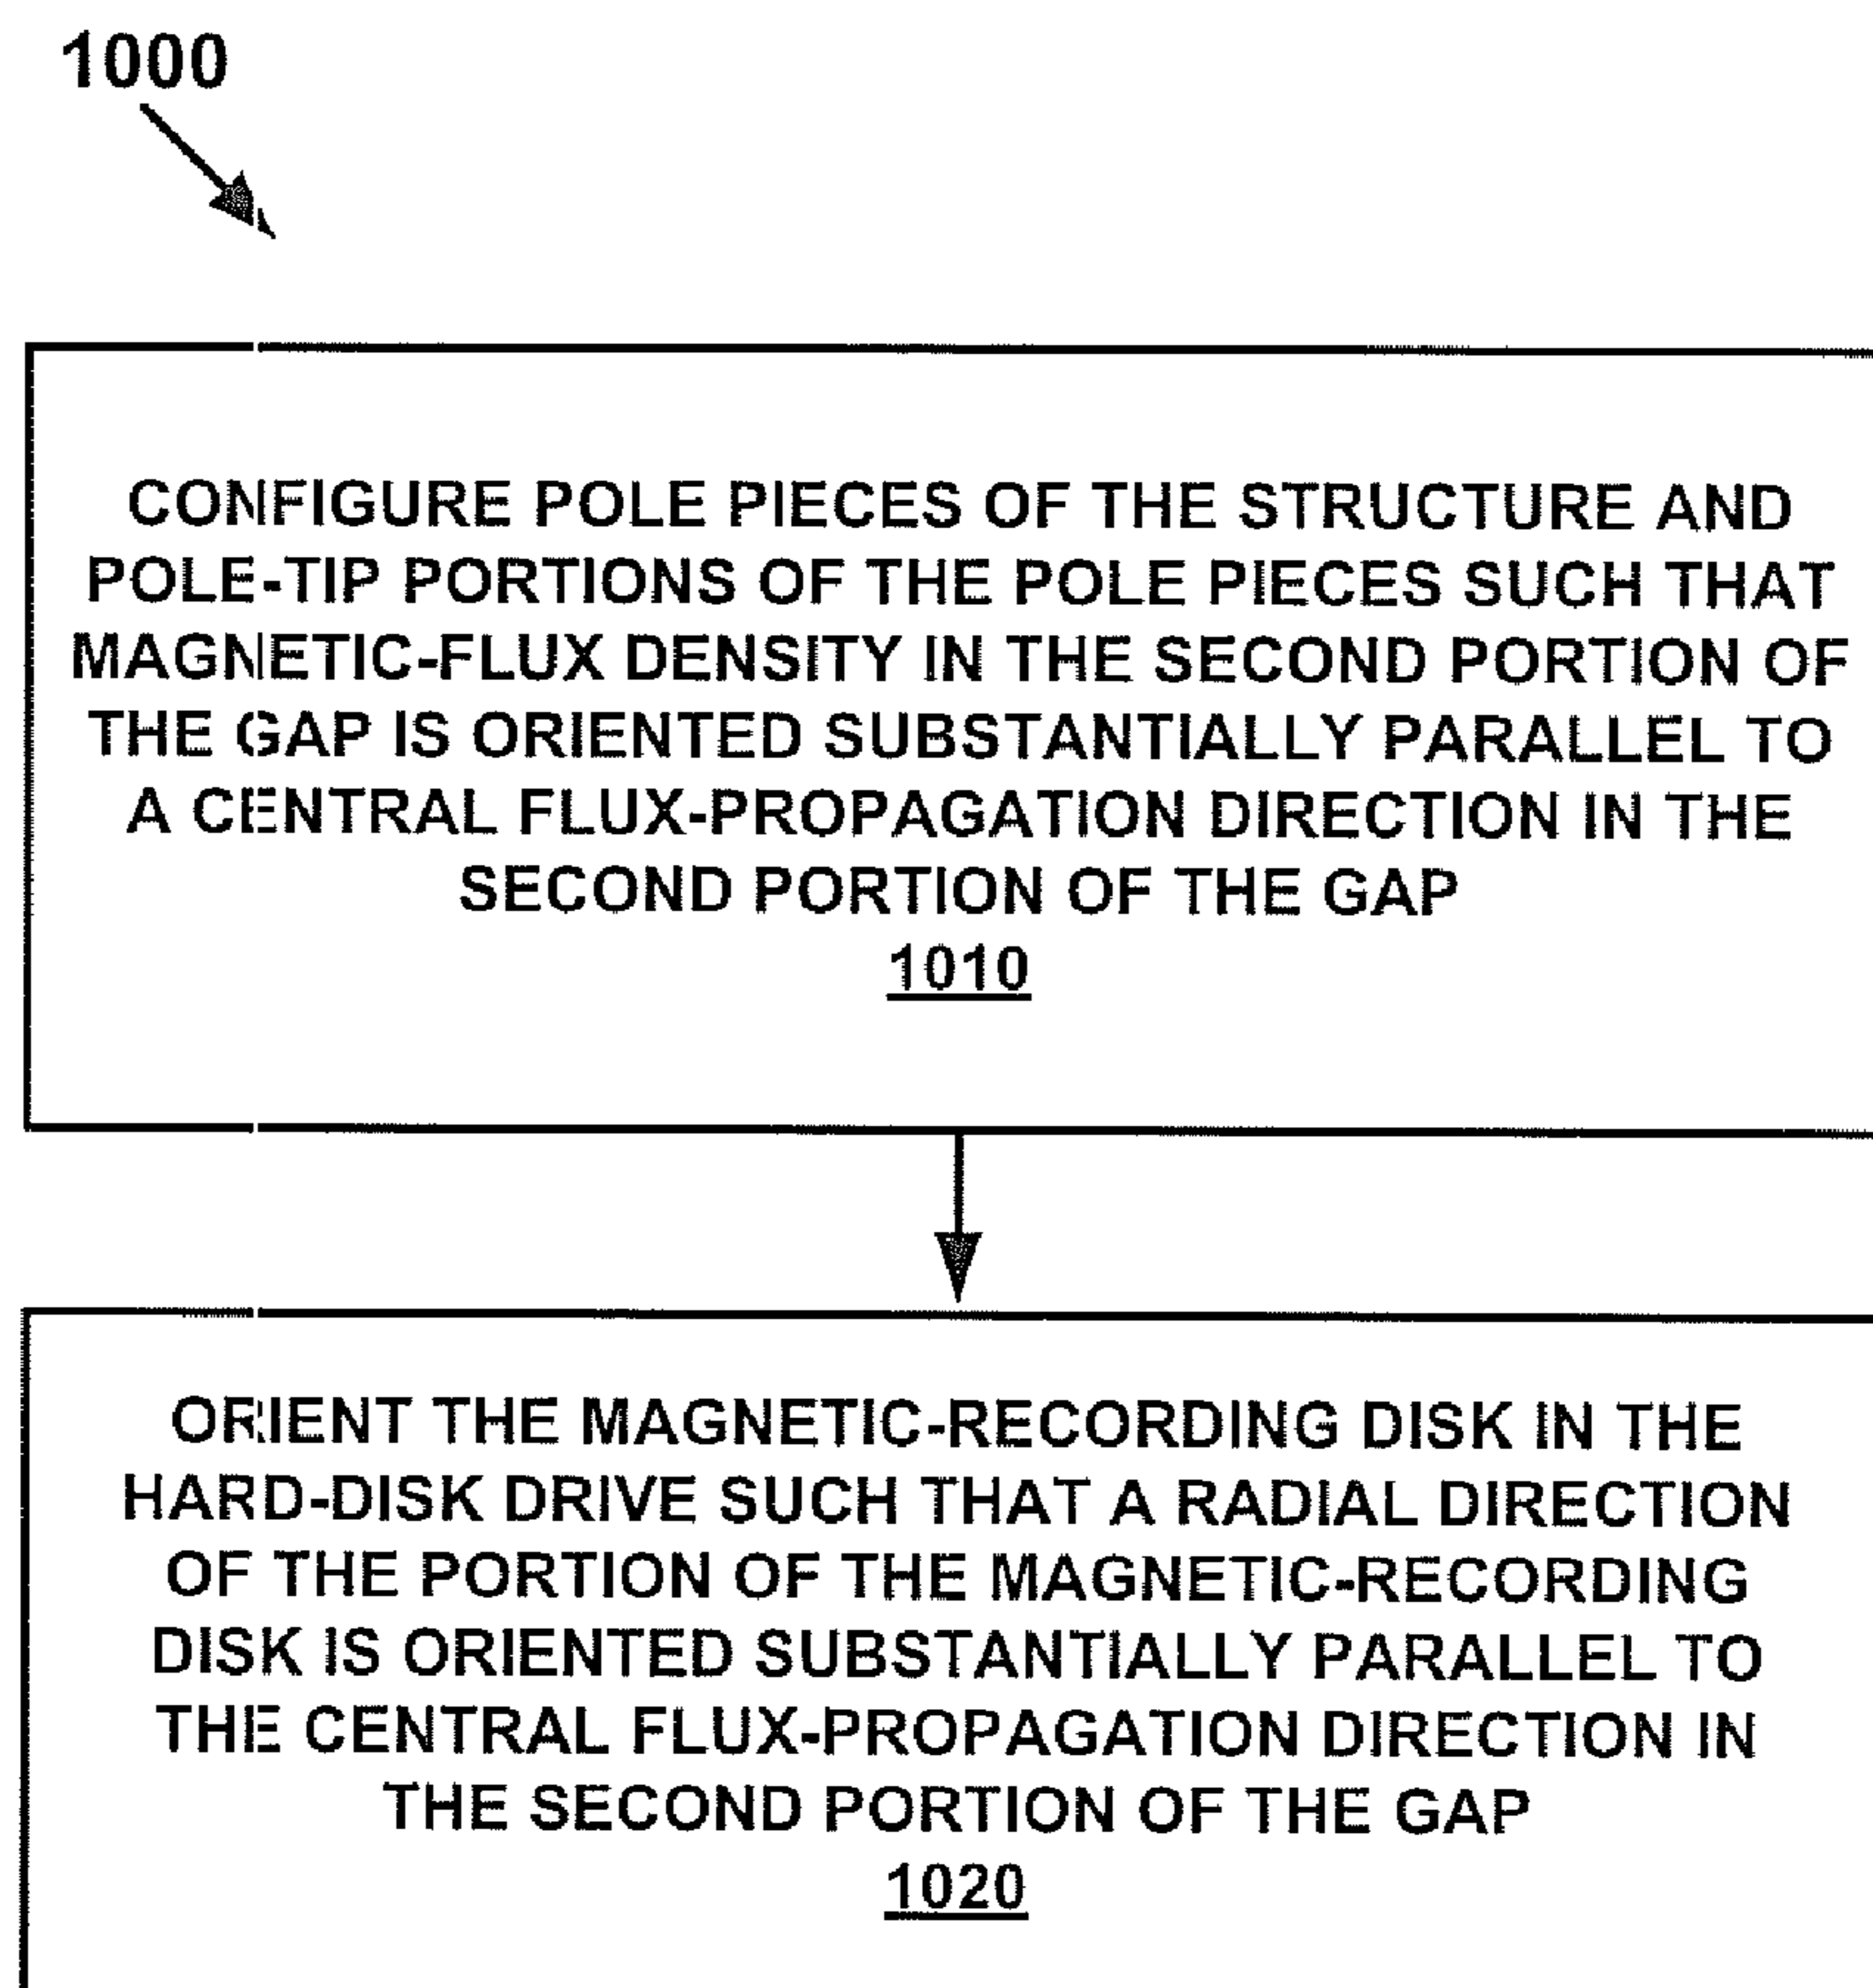 1000
CONFIGURE POLE PIECES OF THE STRUCTURE AND
POLE-TIP PORTIONS OF THE POLE PIECES SUCH THAT
MAGNETIC-FLUX DENSITY IN THE SECOND PORTION OF
THE GAP IS ORIENTED SUBSTANTIALLY PARALLEL TO
A CENTRAL FLUX-PROPAGATION DIRECTION IN THE
SECOND PORTION OF THE GAP
1010
ORIENT THE MAGNETIC-RECORDING DISK IN THE
HARD-DISK DRIVE SUCH THAT A RADIAL DIRECTION
OF THE PORTION OF THE MAGNETIC-RECORDING
DISK IS ORIENTED SUBSTANTIALLY PARALLEL TO
THE CENTRAL FLUX-PROPAGATION DIRECTION IN
THE SECOND PORTION OF THE GAP
1020